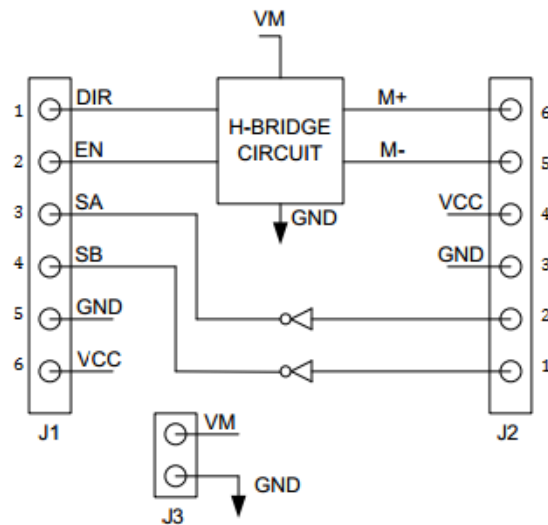 VM
1 DIR H-BRIDGE CIRCUIT M+ 6
2 EN M- 5
3 SA GND VCC 4
4 SB GND 3
5 GND 2
6 VCC 1
J1 J2
VM
GND
J3